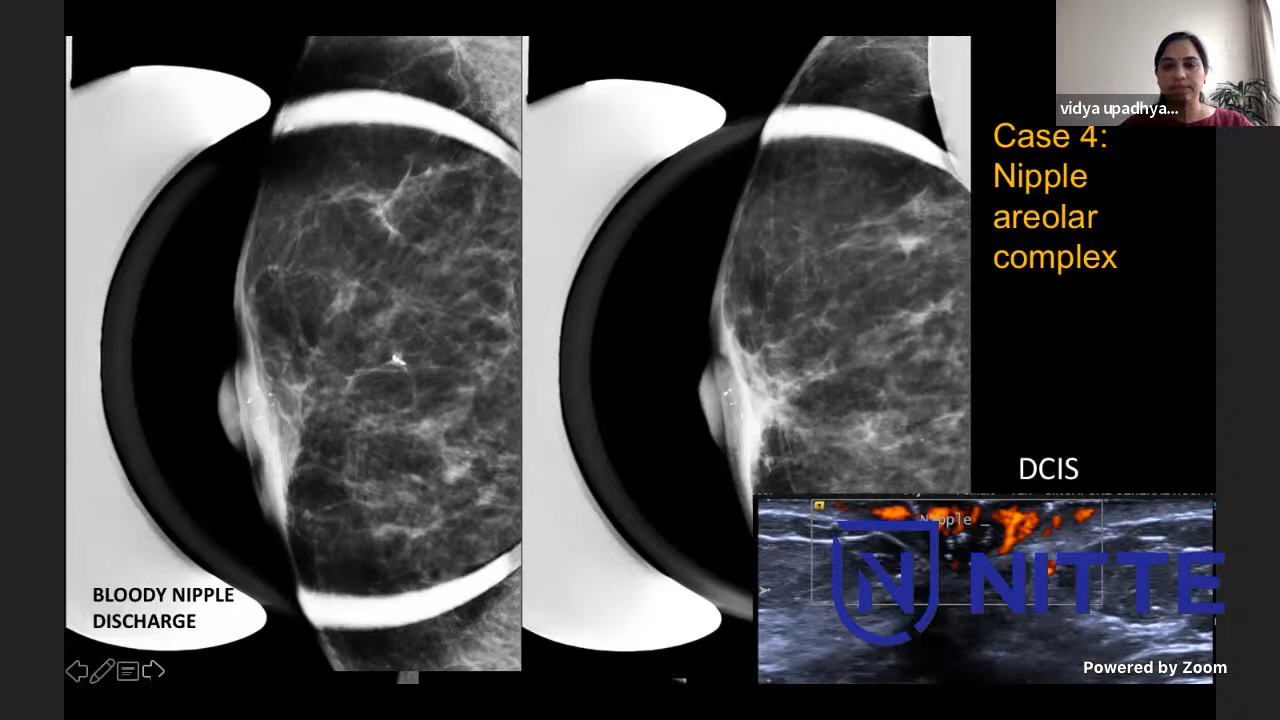 vidya upadhya...
Case 4:
Nipple
areolar
complex
DCIS
Nipple _
NITTE
BLOODY NIPPLE
DISCHARGE
Powered by Zoom